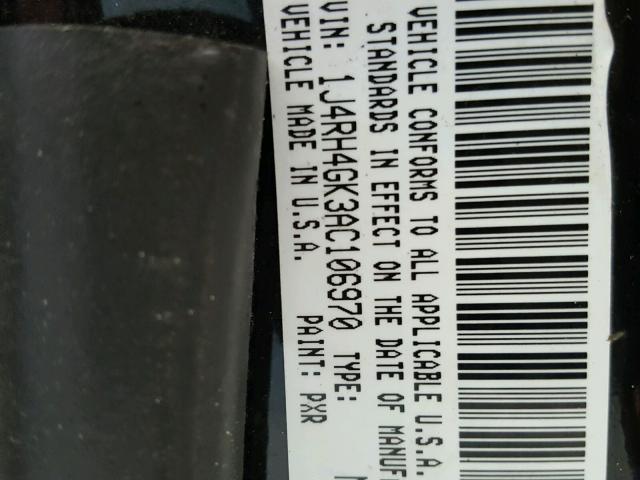 VEHICLE CONFORMS TO ALL APPLICABLE U.S.A.
STANDARDS IN EFFECT ON THE DATE OF MANUF
VIN: 1J4RH4GK3AC106970 TYPE:
VEHICLE MADE IN U.S.A. PAINT: PXR